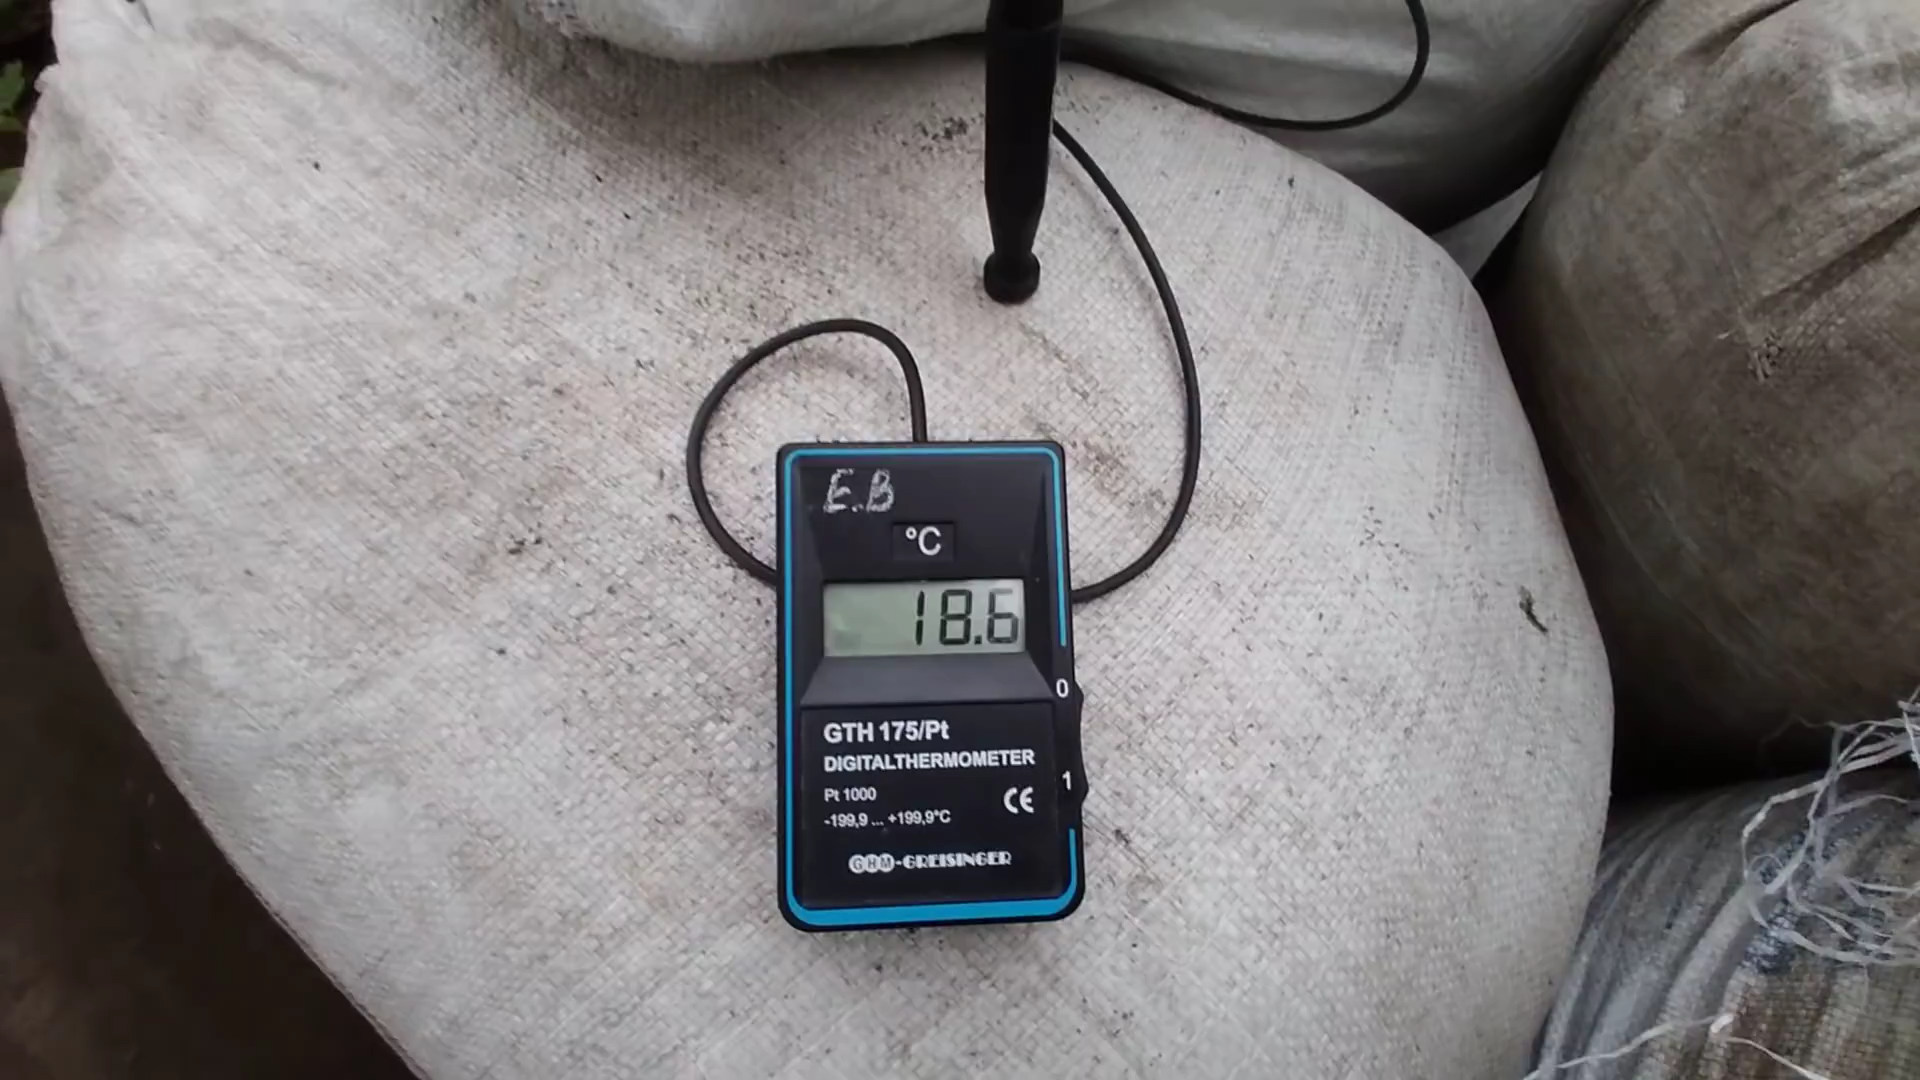 E.B
°C
18.6
0
GTH 175/Pt
DIGITALTHERMOMETER
1
Pt 1000
CE
-199,9 ... +199,9°C
GHM-GREISINGER